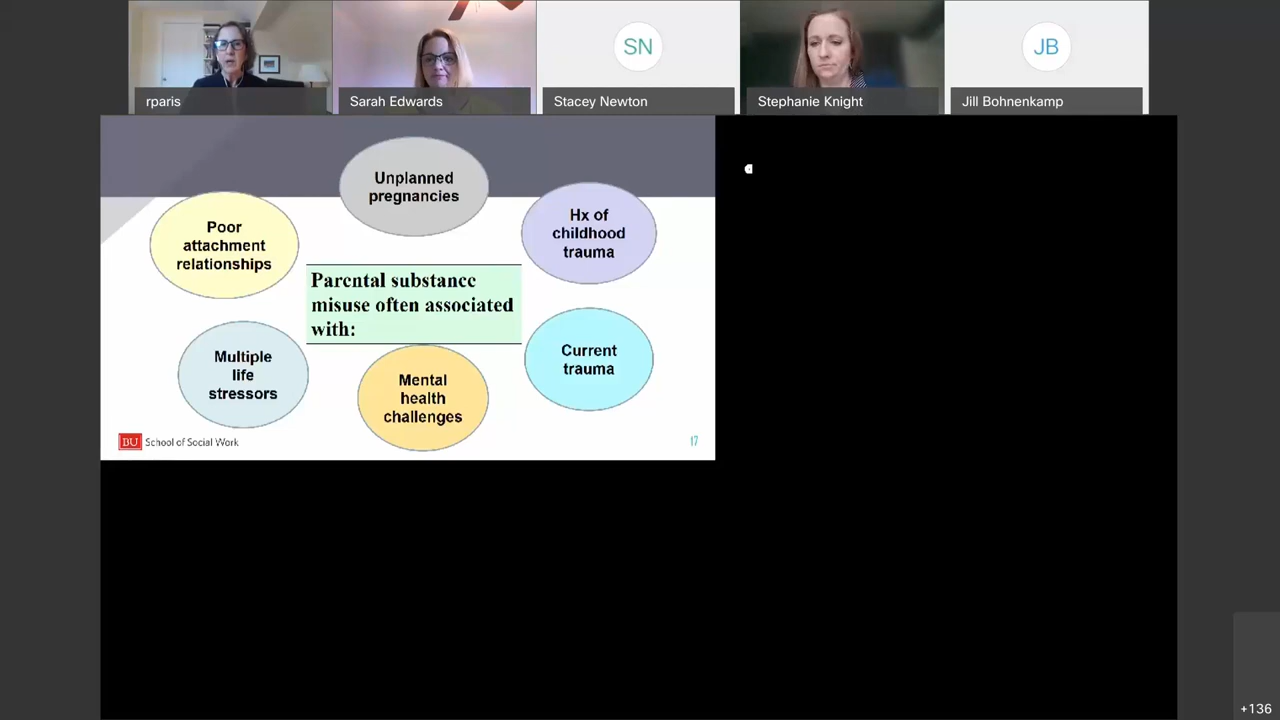 SN
JB
rparis
Sarah Edwards
Stacey Newton
Stephanie Knight
Jill Bohnenkamp
Unplanned
pregnancies
Poor
attachment
relationships
Hx of
childhood
trauma
Parental substance
misuse often associated
with:
Multiple
life
stressors
Mental
health
challenges
Current
trauma
BU School of Social Work
17
+136